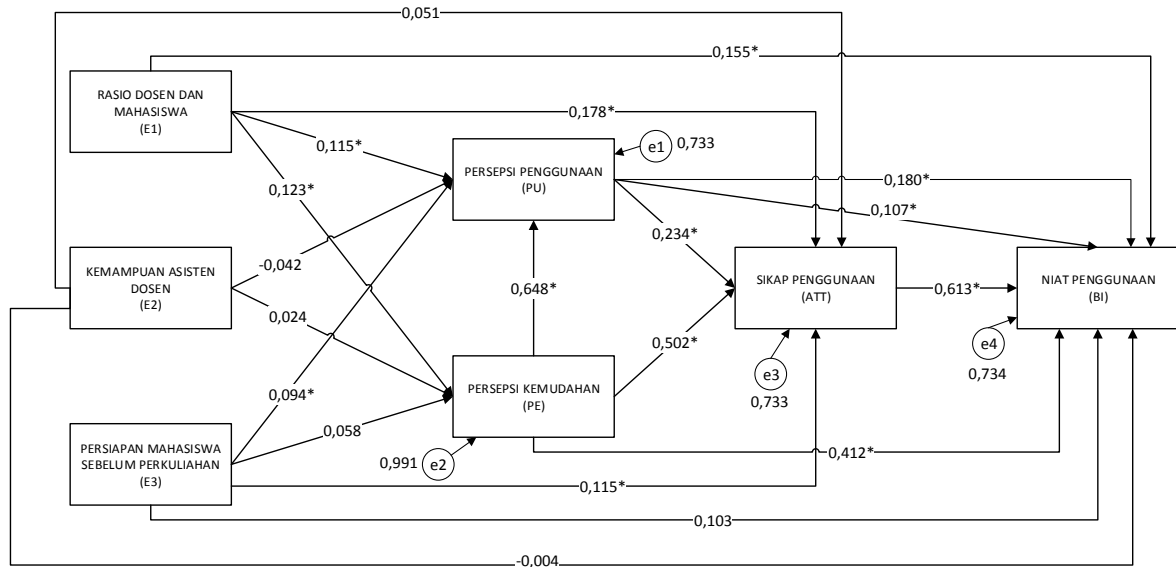 0,051
0,155*
RASIO DOSEN DAN
MAHASISWA
(E1)
0,178*
0,115*
0,123*
PERSEPSI PENGGUNAAN
(PU)
e1
0,733
0,180*
0,107*
0,234*
KEMAMPUAN ASISTEN
DOSEN
(E2)
-0,042
0,024
0,648*
SIKAP PENGGUNAAN
(ATT)
0,613*
NIAT PENGGUNAAN
(BI)
0,502*
e3
0,733
e4
0,734
0,094*
0,058
PERSEPSI KEMUDAHAN
(PE)
PERSIAPAN MAHASISWA
SEBELUM PERKULIAHAN
(E3)
0,991
e2
0,412*
0,115*
0,103
-0,004